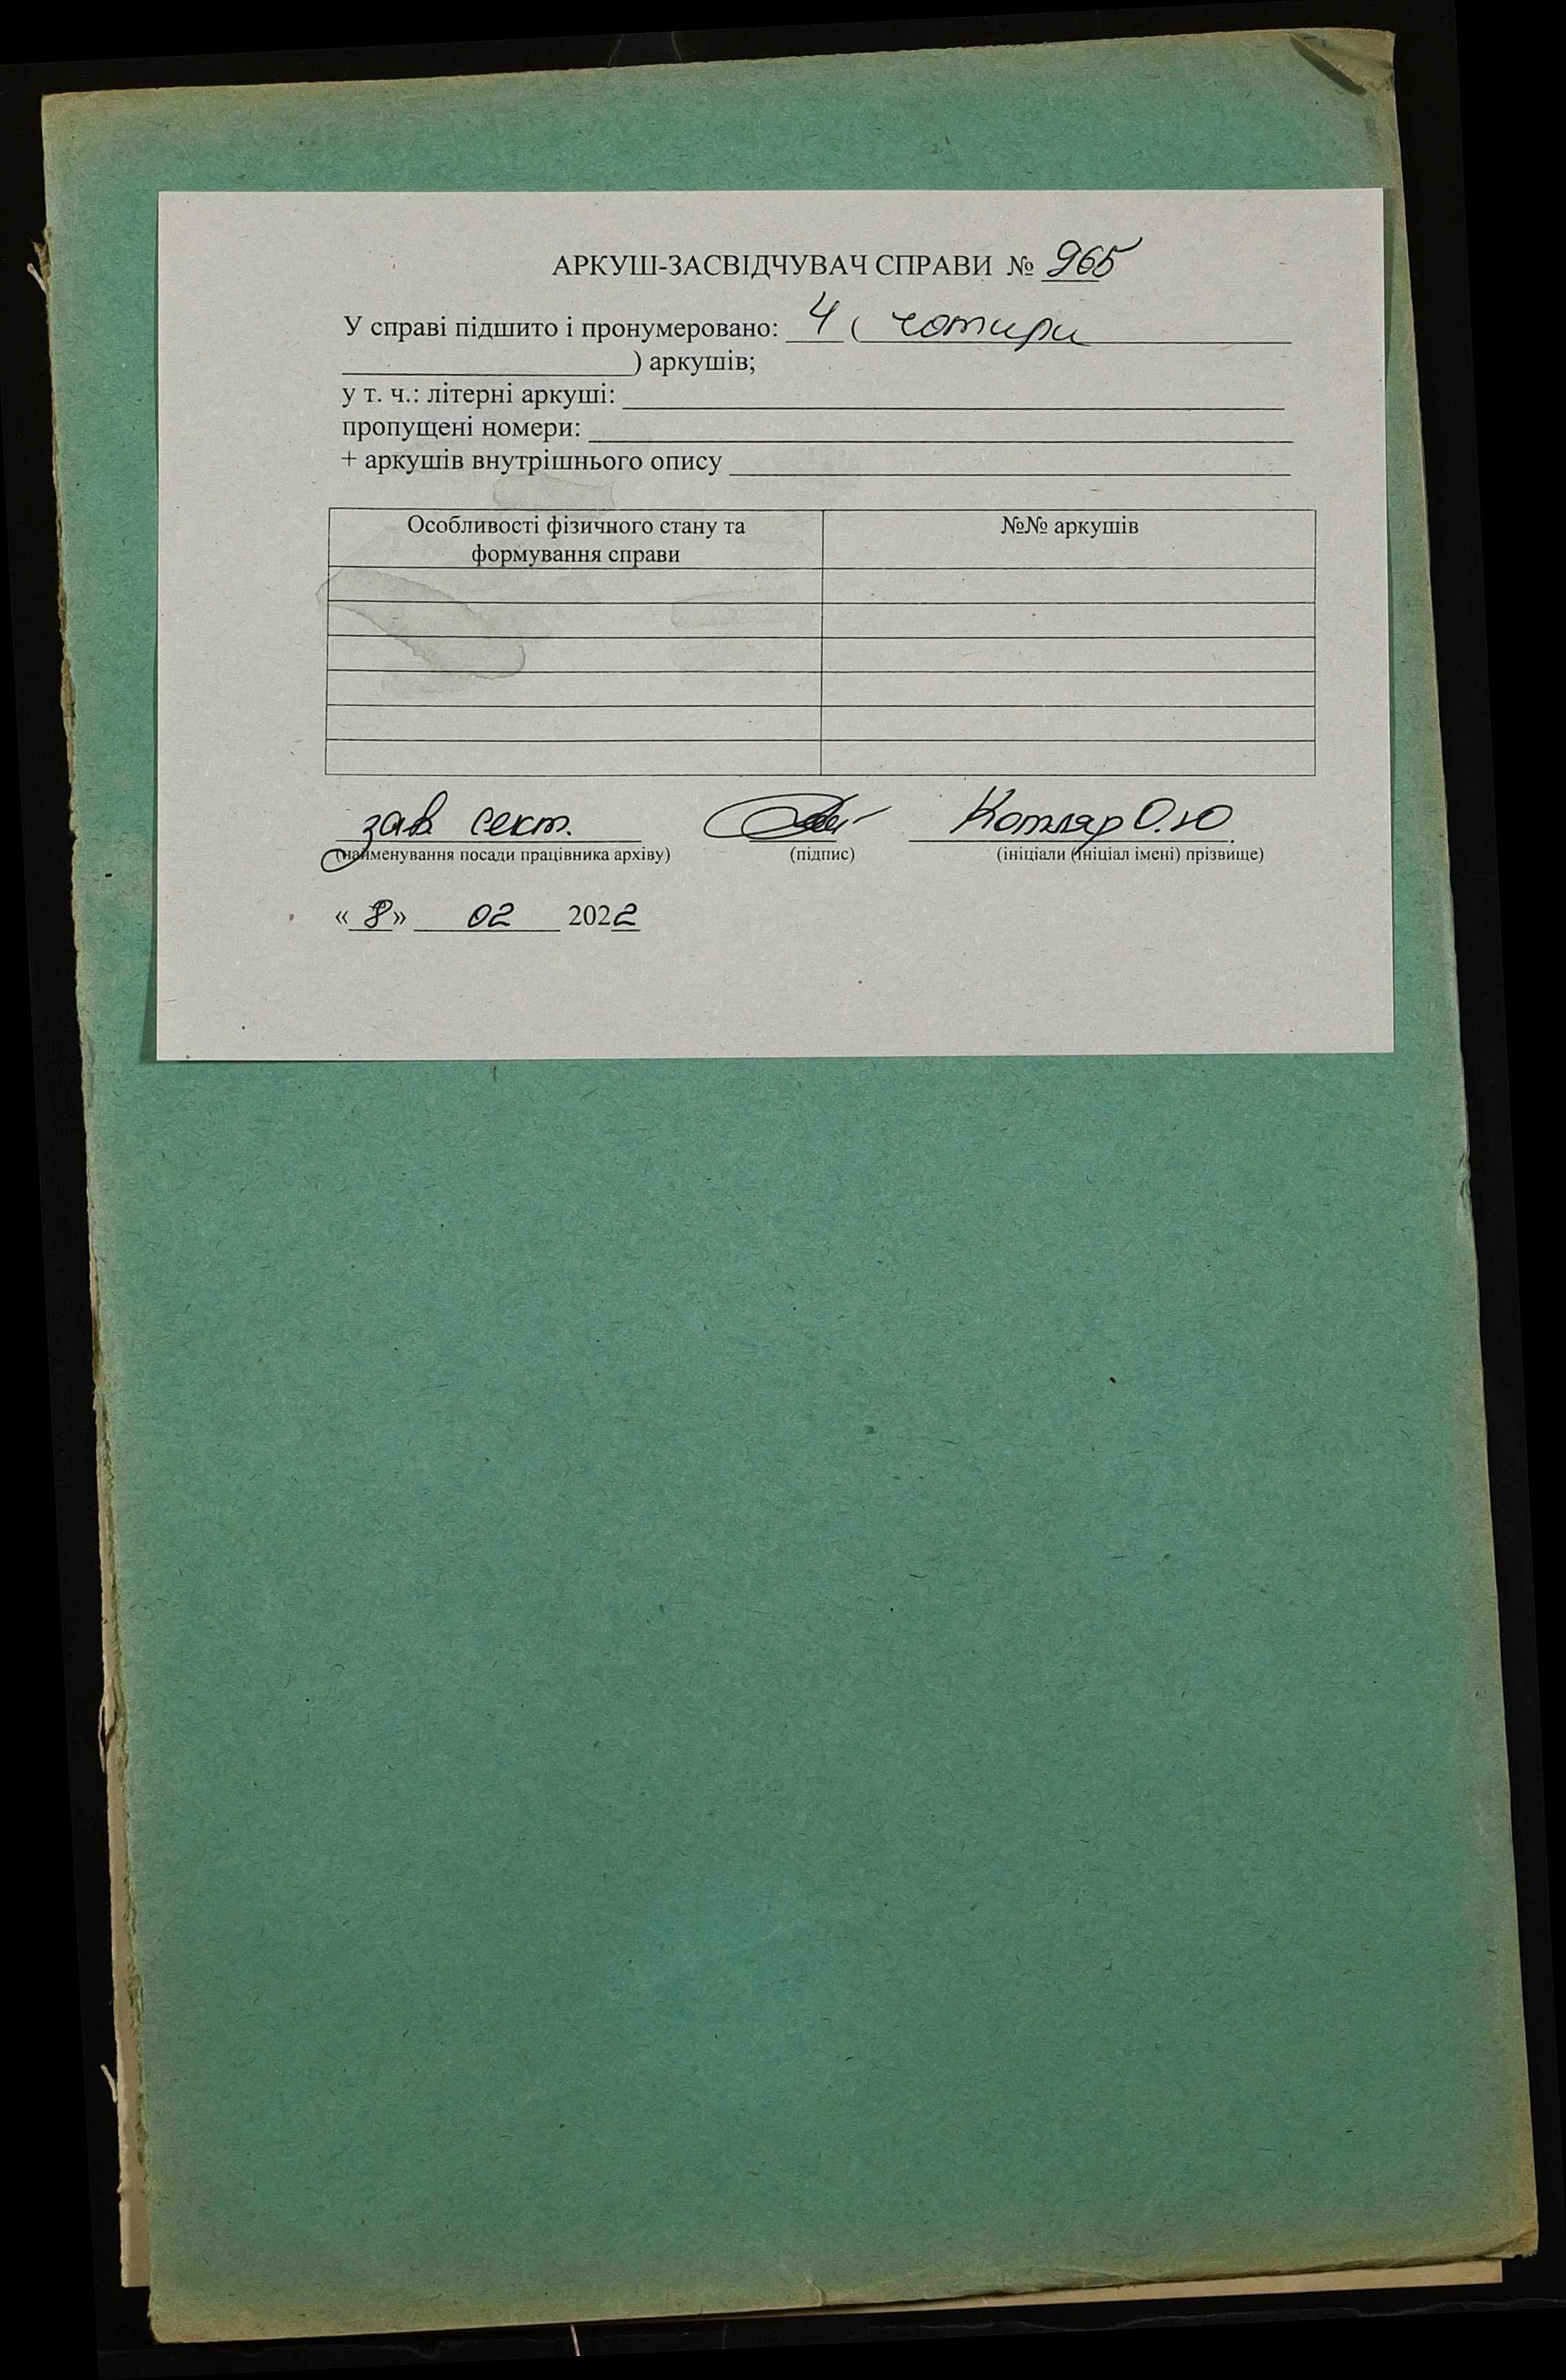 АРКУШ-ЗАСВІДЧУВАЧ СПРАВИ № 965
У справі підшито і пронумеровано: 4 ( чотири
) аркушів;
у т. ч.: літерні аркуші:
пропущені номери:
+ аркушів внутрішнього опису
Особливості фізичного стану та №№ аркушів
формування справи
зав. сект. Котляр О.Ю
(найменування посади працівника архіву) (підпис) (ініціали (ініціал імені) прізвище)
« 8 » 02 2022